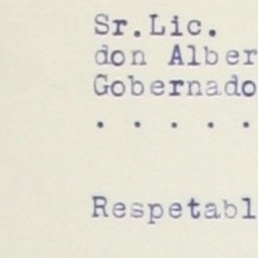 Sr.Lic.
don Alber
Gobernado
. . . . .
Respetabl